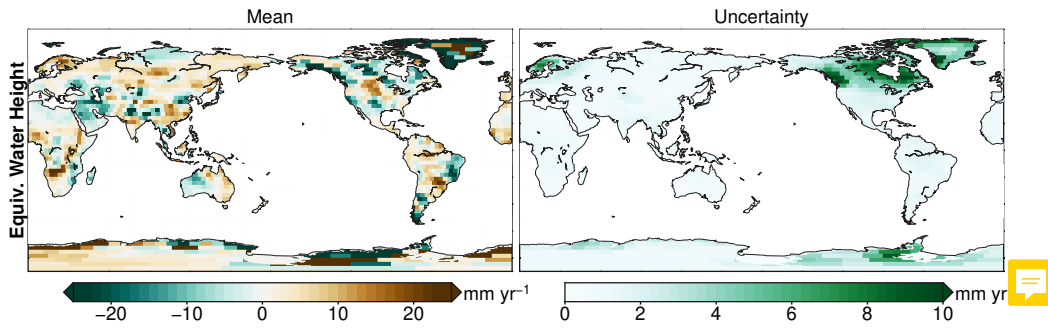 Mean
Uncertainty
Equiv. Water Height
−20 −10 0 10 20 mm yr⁻¹
0 2 4 6 8 10 mm yr